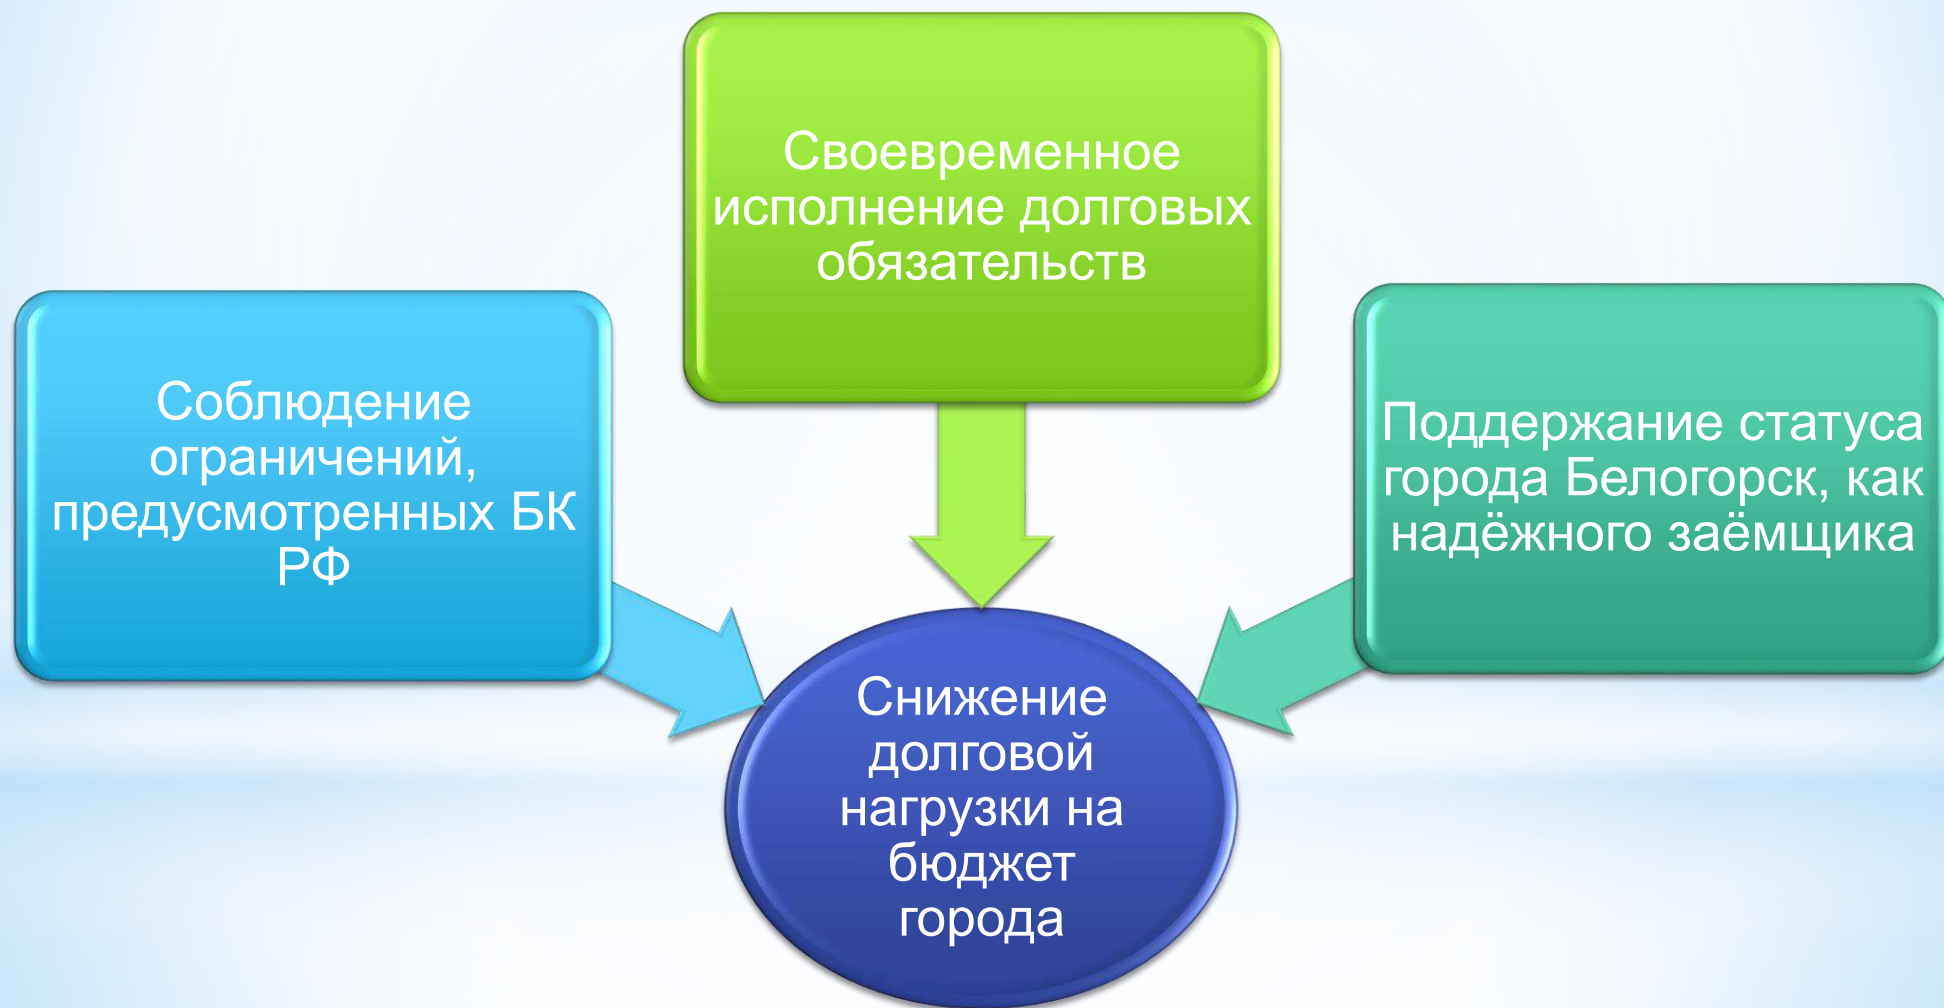 Своевременное
исполнение долговых
обязательств
Соблюдение
ограничений,
предусмотренных БК
РФ
Поддержание статуса
города Белогорск, как
надёжного заёмщика
Снижение
долговой
нагрузки на
бюджет
города